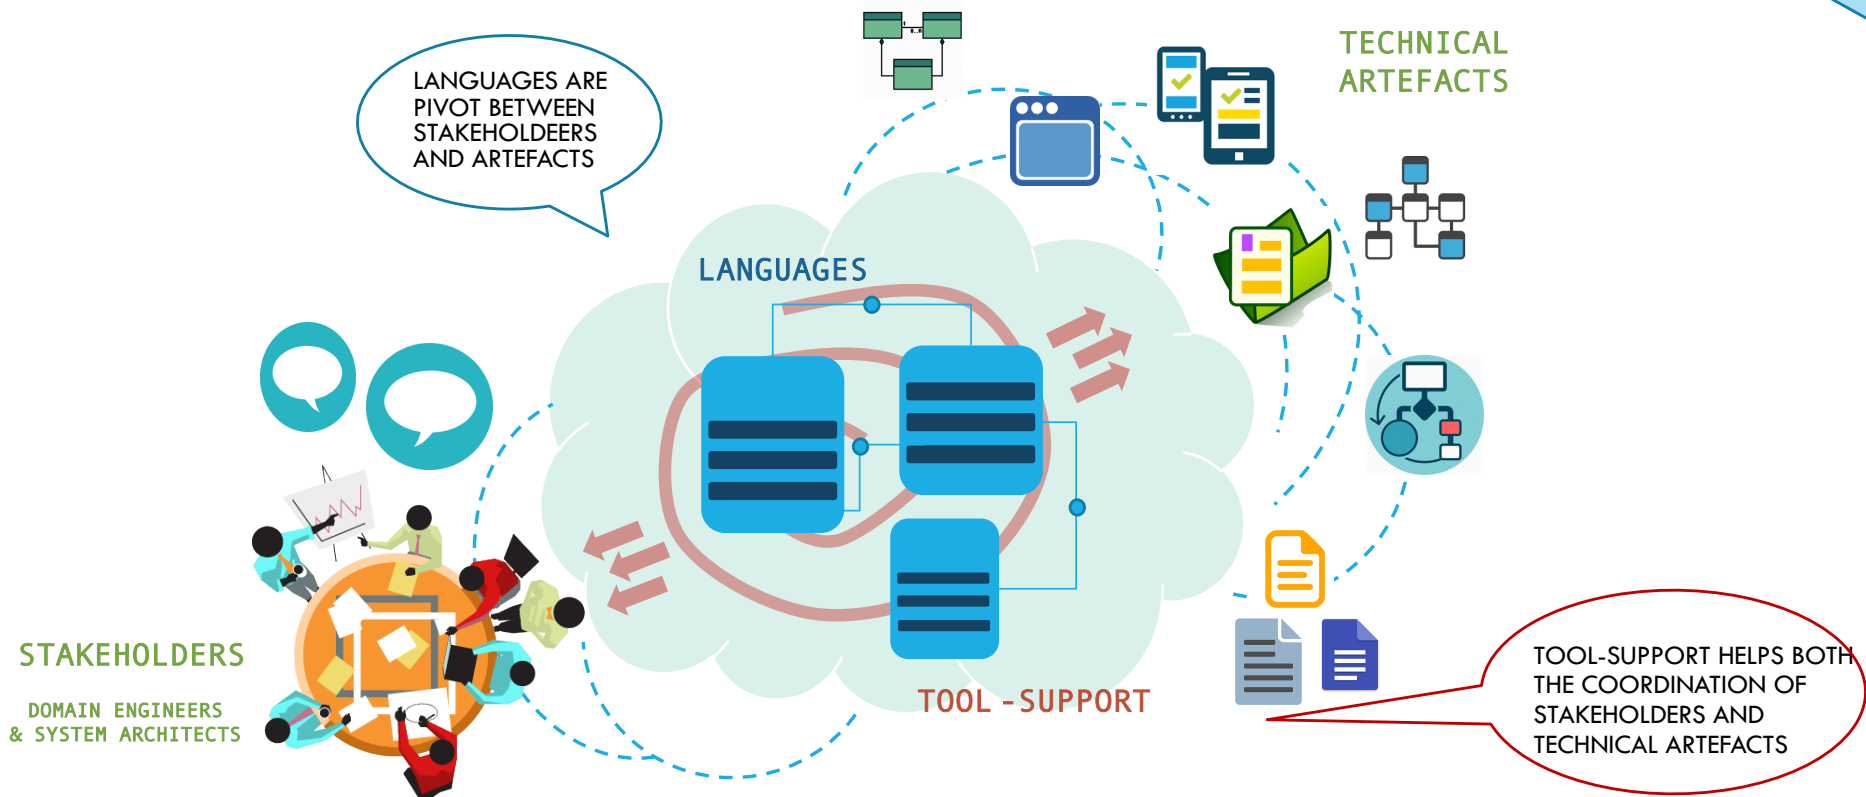 LANGUAGES ARE
PIVOT BETWEEN
STAKEHOLDEERS
AND ARTEFACTS
TECHNICAL
ARTEFACTS
LANGUAGES
STAKEHOLDERS
DOMAIN ENGINEERS
& SYSTEM ARCHITECTS
TOOL-SUPPORT
TOOL-SUPPORT HELPS BOTH
THE COORDINATION OF
STAKEHOLDERS AND
TECHNICAL ARTEFACTS